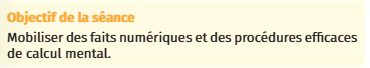 Objectif de la séance
Mobiliser des faits numériques et des procédures efficaces
de calcul mental.